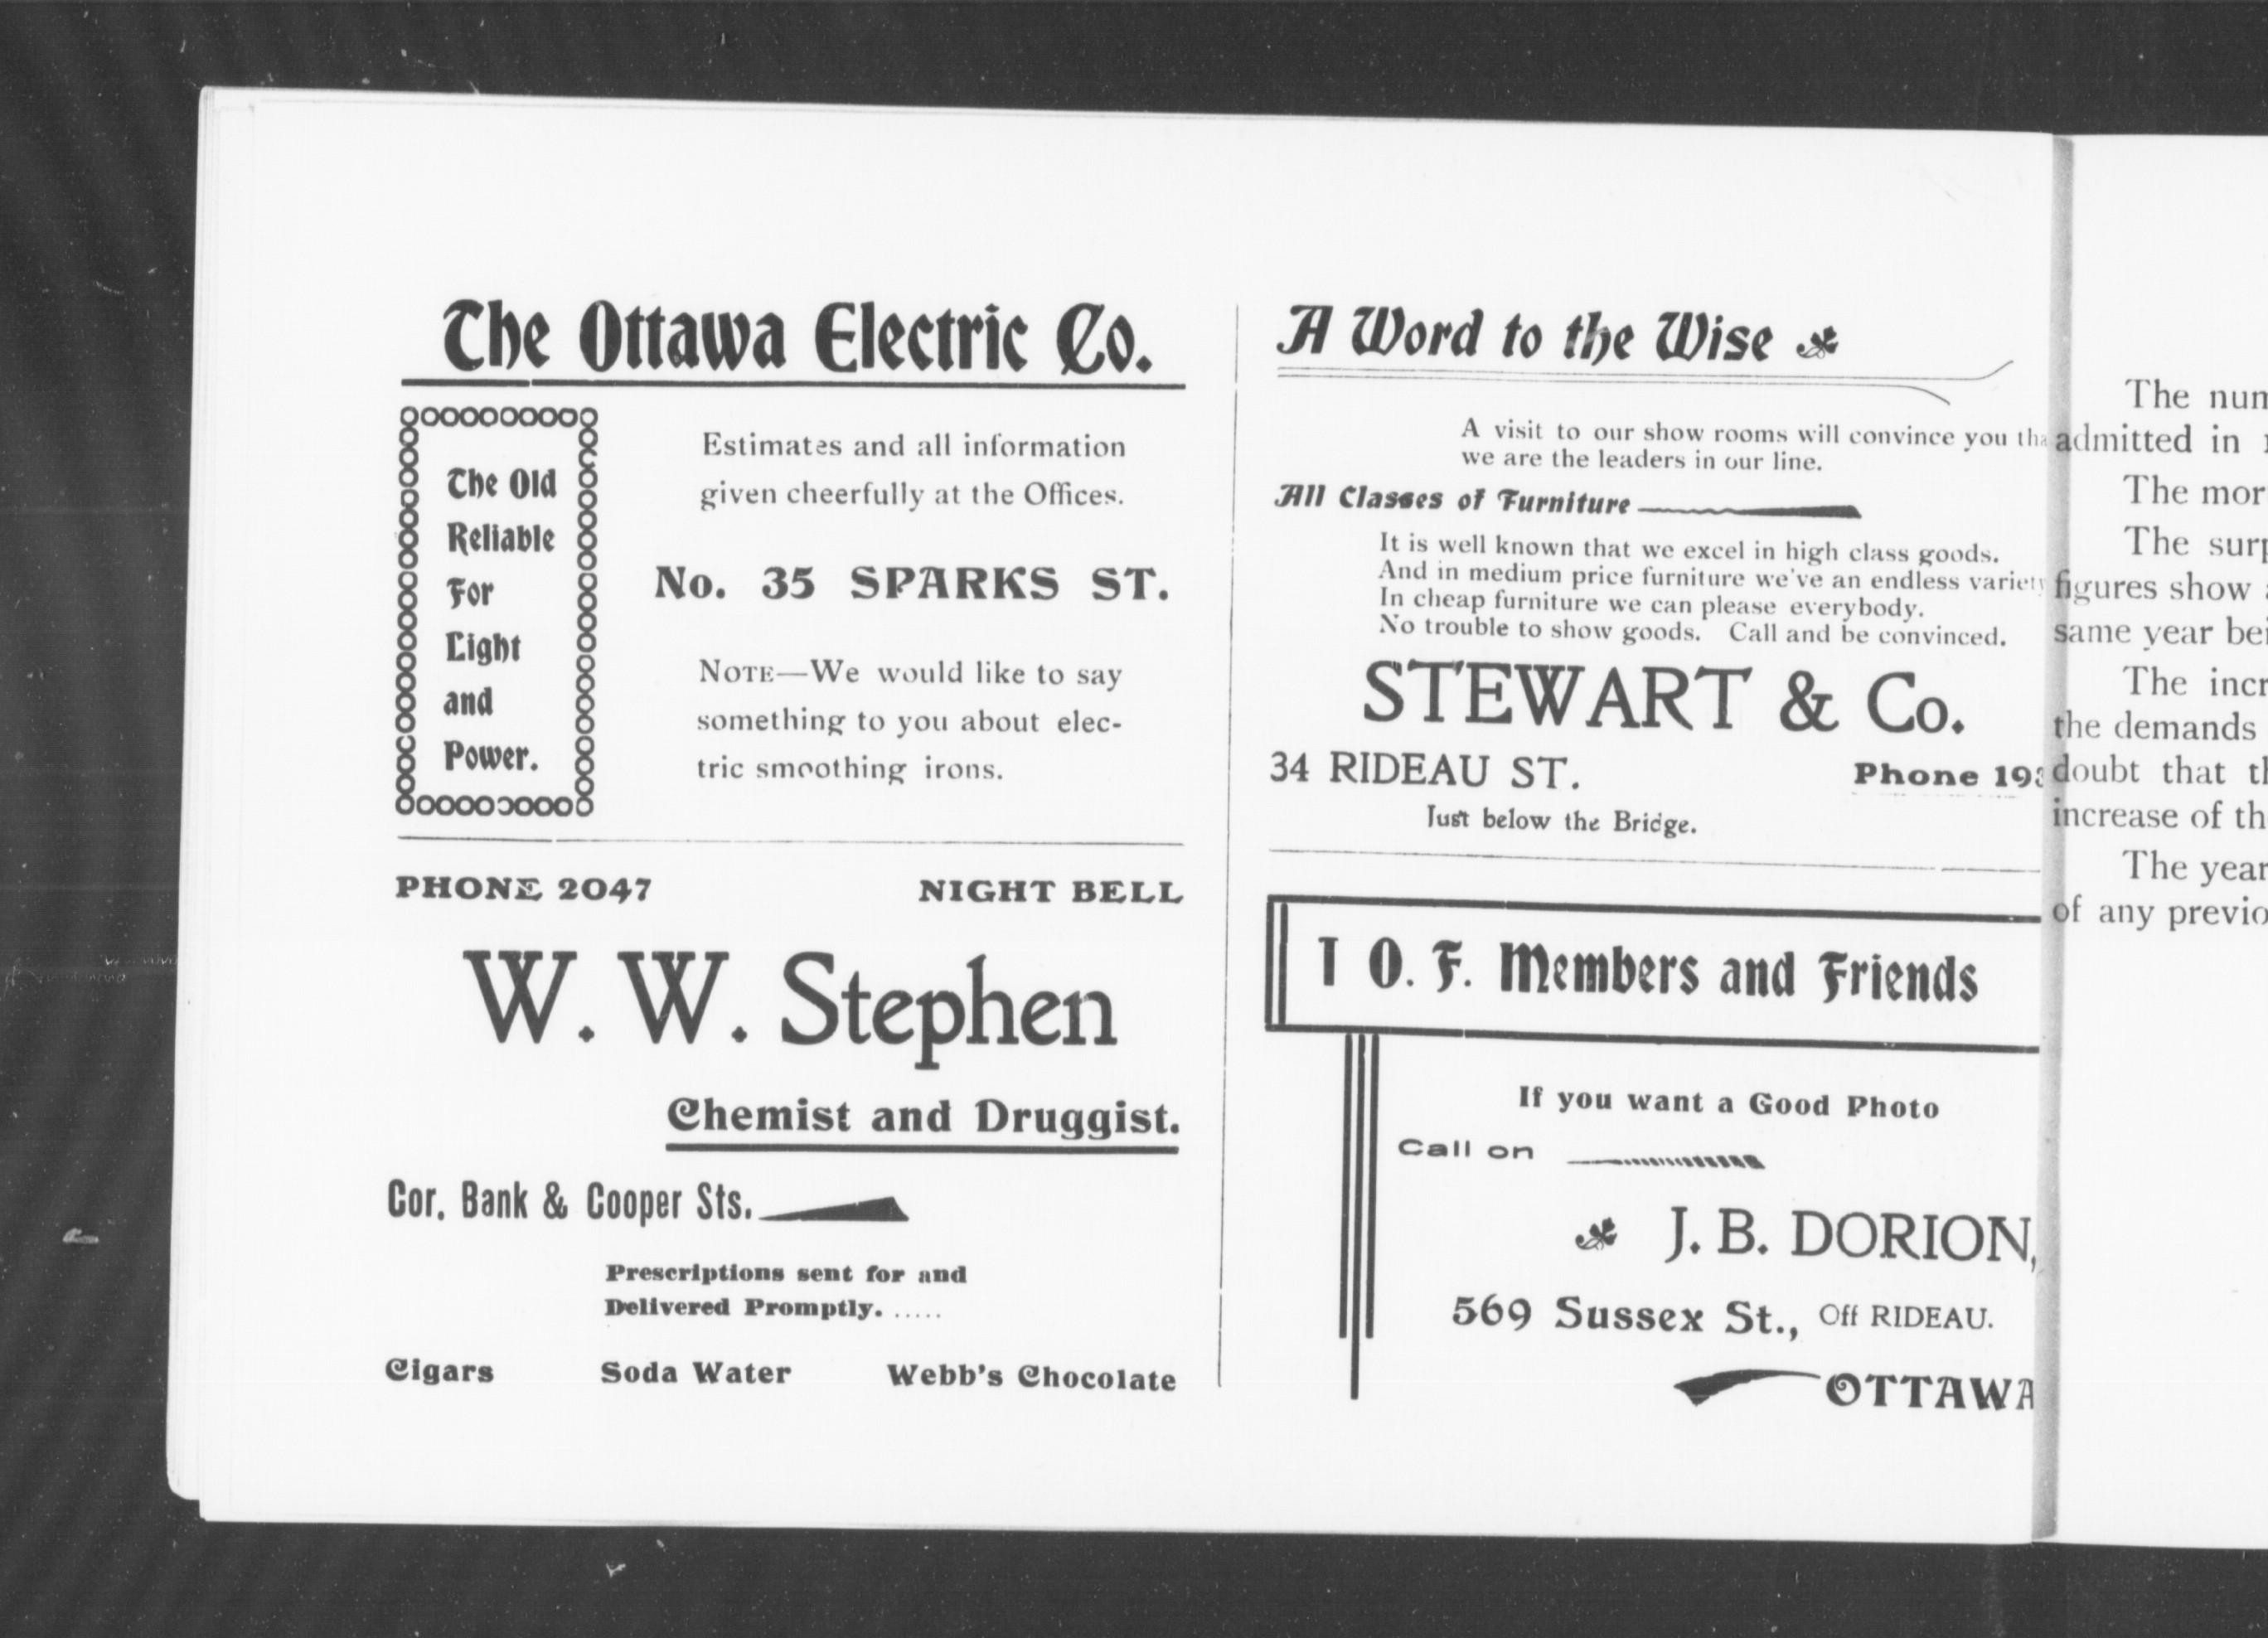 The Ottawa Electric Co.
The Old
Reliable
For
Light
and
Power.
Estimates and all information
given cheerfully at the Offices.
No. 35 SPARKS ST.
NOTE—We would like to say
something to you about elec-
tric smoothing irons.
PHONE 2047 NIGHT BELL
W. W. Stephen
Chemist and Druggist.
Cor. Bank & Cooper Sts.
Prescriptions sent for and
Delivered Promptly. .....
Cigars Soda Water Webb's Chocolate
A Word to the Wise
A visit to our show rooms will convince you
we are the leaders in our line.
All Classes of Furniture
It is well known that we excel in high class goods.
And in medium price furniture we've an endless variety
In cheap furniture we can please everybody.
No trouble to show goods. Call and be convinced.
STEWART & Co.
34 RIDEAU ST. Phone
Just below the Bridge.
I O. F. Members and Friends
If you want a Good Photo
Call on
J. B. DORION,
569 Sussex St., Off RIDEAU.
OTTAWA
The
admitted in
The
The
figures show
same year
The
the demands
doubt that
increase of
The year
of any